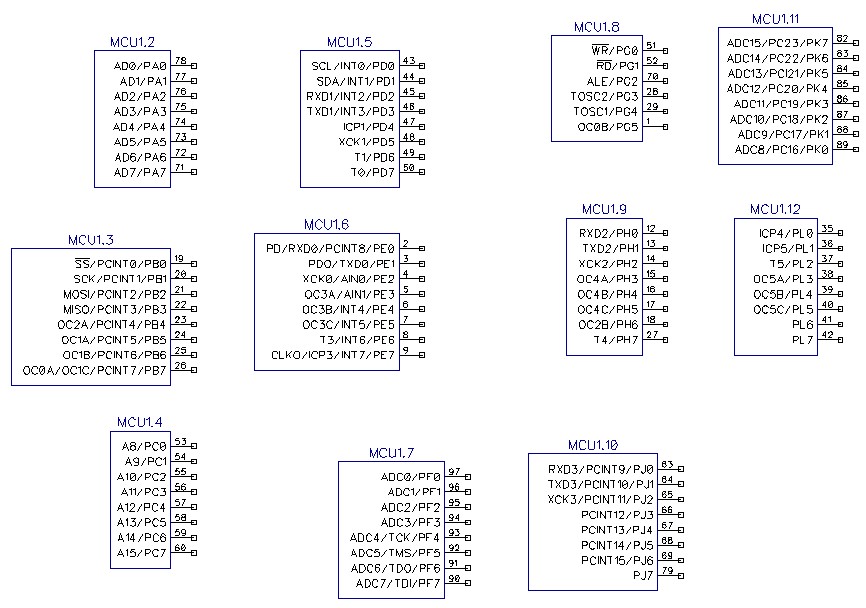 MCU1.2
AD0/PA0 78
AD1/PA1 77
AD2/PA2 76
AD3/PA3 75
AD4/PA4 74
AD5/PA5 73
AD6/PA6 72
AD7/PA7 71
MCU1.5
SCL/INT0/PD0 43
SDA/INT1/PD1 44
RXD1/INT2/PD2 45
TXD1/INT3/PD3 46
ICP1/PD4 47
XCK1/PD5 48
T1/PD6 49
T0/PD7 50
MCU1.8
WR/PG0 51
RD/PG1 52
ALE/PG2 70
TOSC2/PG3 28
TOSC1/PG4 29
OC0B/PG5 1
MCU1.11
ADC15/PC23/PK7 82
ADC14/PC22/PK6 83
ADC13/PCI21/PK5 84
ADC12/PC20/PK4 85
ADC11/PC19/PK3 86
ADC10/PC18/PK2 87
ADC9/PC17/PK1 88
ADC8/PC16/PK0 89
MCU1.3
SS/PCINT0/PB0 19
SCK/PCINT1/PB1 20
MOSI/PCINT2/PB2 21
MISO/PCINT3/PB3 22
OC2A/PCINT4/PB4 23
OC1A/PCINT5/PB5 24
OC1B/PCINT6/PB6 25
OC0A/OC1C/PCINT7/PB7 26
MCU1.6
PD/RXD0/PCINT8/PE0 2
PDO/TXD0/PE1 3
XCK0/AIN0/PE2 4
OC3A/AIN1/PE3 5
OC3B/INT4/PE4 6
OC3C/INT5/PE5 7
T3/INT6/PE6 8
CLKO/ICP3/INT7/PE7 9
MCU1.9
RXD2/PH0 12
TXD2/PH1 13
XCK2/PH2 14
OC4A/PH3 15
OC4B/PH4 16
OC4C/PH5 17
OC2B/PH6 18
T4/PH7 27
MCU1.12
ICP4/PL0 35
ICP5/PL1 36
T5/PL2 37
OC5A/PL3 38
OC5B/PL4 39
OC5C/PL5 40
PL6 41
PL7 42
MCU1.4
A8/PC0 53
A9/PC1 54
A10/PC2 55
A11/PC3 56
A12/PC4 57
A13/PC5 58
A14/PC6 59
A15/PC7 60
MCU1.7
ADC0/PF0 97
ADC1/PF1 96
ADC2/PF2 95
ADC3/PF3 94
ADC4/TCK/PF4 93
ADC5/TMS/PF5 92
ADC6/TDO/PF6 91
ADC7/TDI/PF7 90
MCU1.10
RXD3/PCINT9/PJ0 63
TXD3/PCINT10/PJ1 64
XCK3/PCINT11/PJ2 65
PCINT12/PJ3 66
PCINT13/PJ4 67
PCINT14/PJ5 68
PCINT15/PJ6 69
PJ7 79